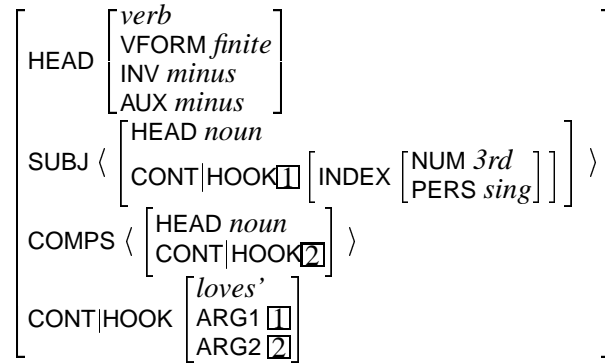 verb
VFORM finite
HEAD
INV minus
AUX minus
HEAD noun
SUBJ ⟨
CONT|HOOK 1 [INDEX [NUM 3rd
PERS sing]] ⟩
COMPS ⟨ [HEAD noun
CONT|HOOK 2] ⟩
loves’
CONT|HOOK
ARG1 1
ARG2 2